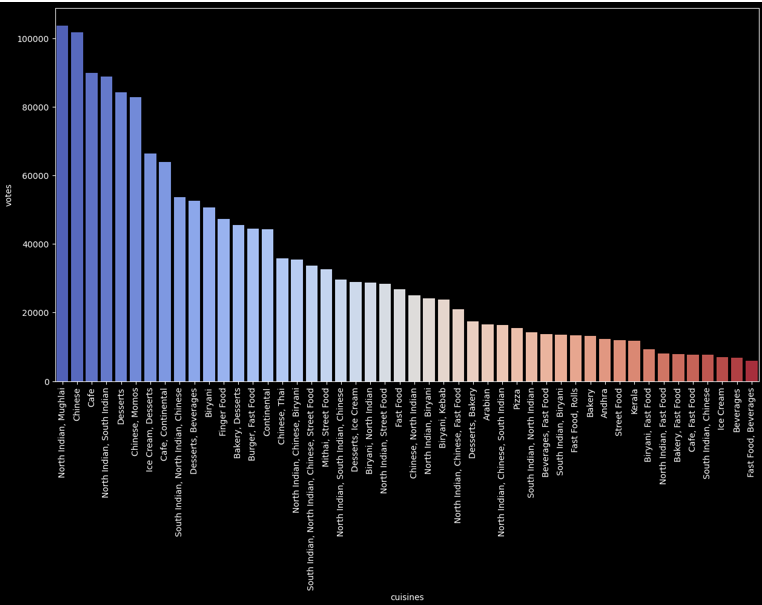 100000
80000
60000
40000
20000
0
votes
North Indian, Mughlai
Chinese
Cafe
North Indian, South Indian
Desserts
Chinese, Momos
Ice Cream, Desserts
Cafe, Continental
South Indian, North Indian, Chinese
Desserts, Beverages
Biryani
Finger Food
Bakery, Desserts
Burger, Fast Food
Continental
Chinese, Thai
North Indian, Chinese, Biryani
South Indian, North Indian, Chinese, Street Food
Mithai, Street Food
North Indian, South Indian, Chinese
Desserts, Ice Cream
Biryani, North Indian
North Indian, Street Food
Fast Food
Chinese, North Indian
North Indian, Biryani
Biryani, Kebab
North Indian, Chinese, Fast Food
Desserts, Bakery
Arabian
North Indian, Chinese, South Indian
Pizza
South Indian, North Indian
Beverages, Fast Food
South Indian, Biryani
Fast Food, Rolls
Bakery
Andhra
Street Food
Kerala
Biryani, Fast Food
North Indian, Fast Food
Bakery, Fast Food
Cafe, Fast Food
South Indian, Chinese
Ice Cream
Beverages
Fast Food, Beverages
cuisines